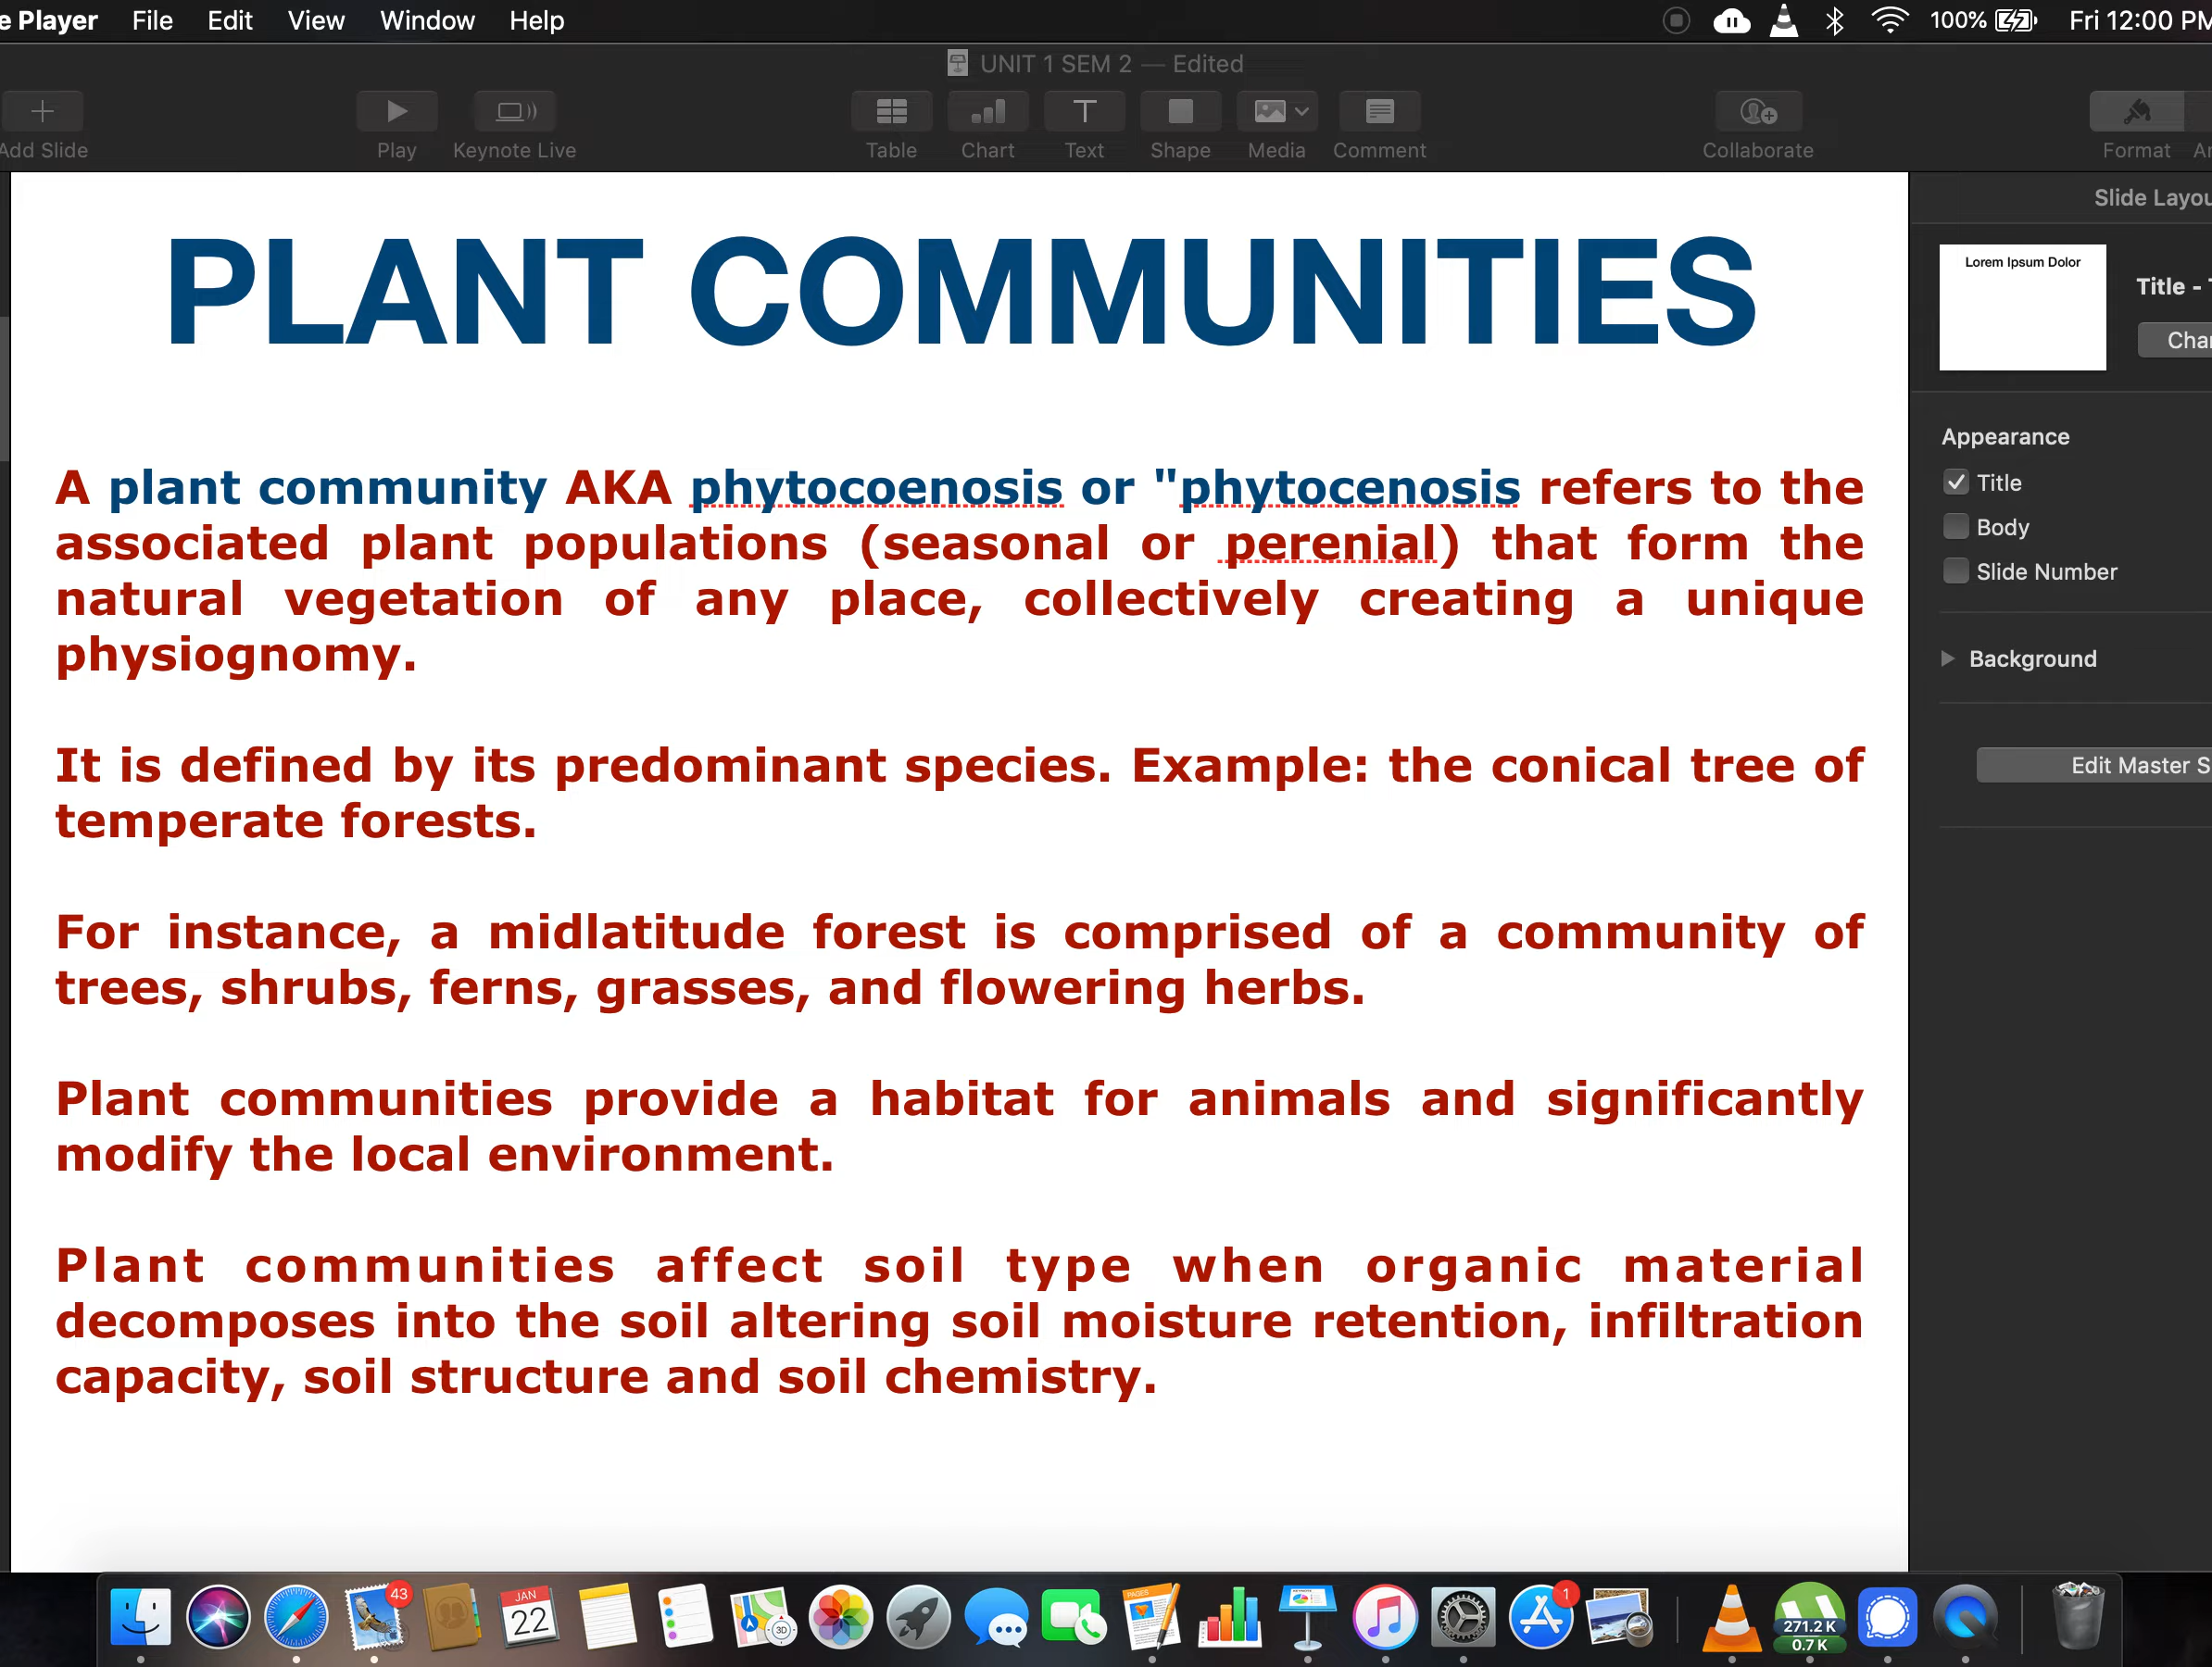 e Player File Edit View Window Help 100% Fri 12:00 PM
UNIT 1 SEM 2 — Edited
Add Slide Play Keynote Live Table Chart Text Shape Media Comment Collaborate Format
Slide Layou
PLANT COMMUNITIES
Lorem Ipsum Dolor
Title -
Cha
Appearance
Title
Body
Slide Number
Background
Edit Master S
A plant community AKA phytocoenosis or "phytocenosis refers to the
associated plant populations (seasonal or perenial) that form the
natural vegetation of any place, collectively creating a unique
physiognomy.
It is defined by its predominant species. Example: the conical tree of
temperate forests.
For instance, a midlatitude forest is comprised of a community of
trees, shrubs, ferns, grasses, and flowering herbs.
Plant communities provide a habitat for animals and significantly
modify the local environment.
Plant communities affect soil type when organic material
decomposes into the soil altering soil moisture retention, infiltration
capacity, soil structure and soil chemistry.
43
JAN
22
3D
PAGES
1
271.2 K
0.7 K